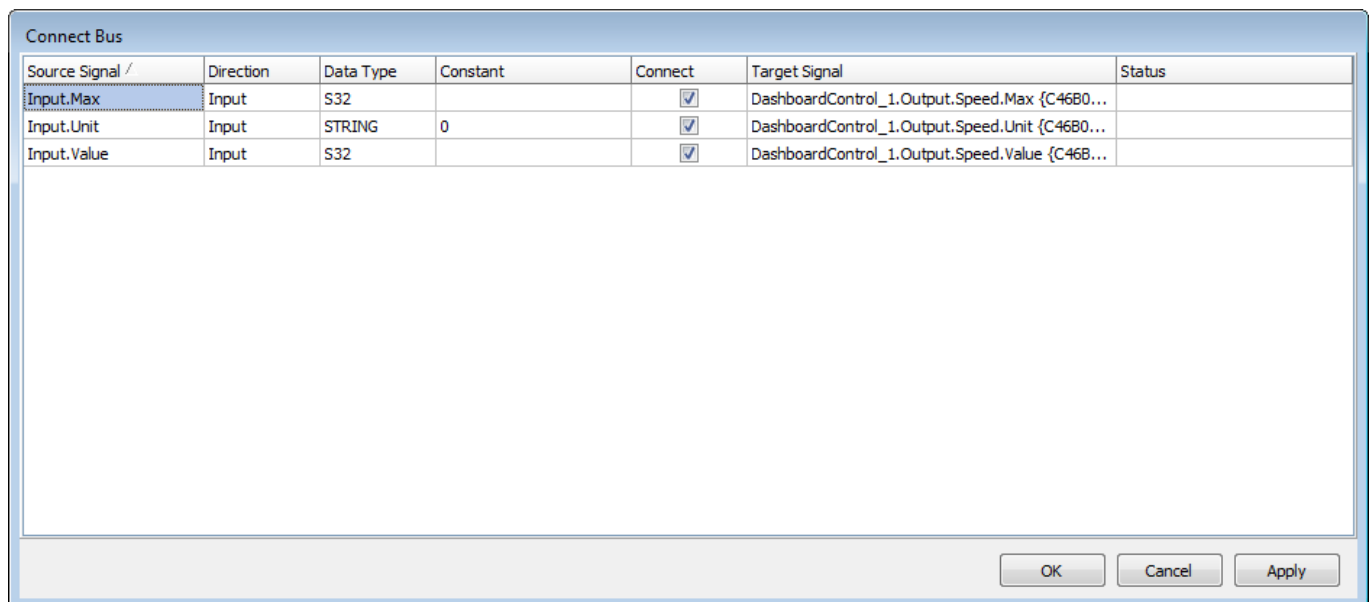 Connect Bus
Source Signal Direction Data Type Constant Connect Target Signal Status
Input.Max Input S32 DashboardControl_1.Output.Speed.Max {C46B0...
Input.Unit Input STRING 0 DashboardControl_1.Output.Speed.Unit {C46B0...
Input.Value Input S32 DashboardControl_1.Output.Speed.Value {C46B...
OK Cancel Apply